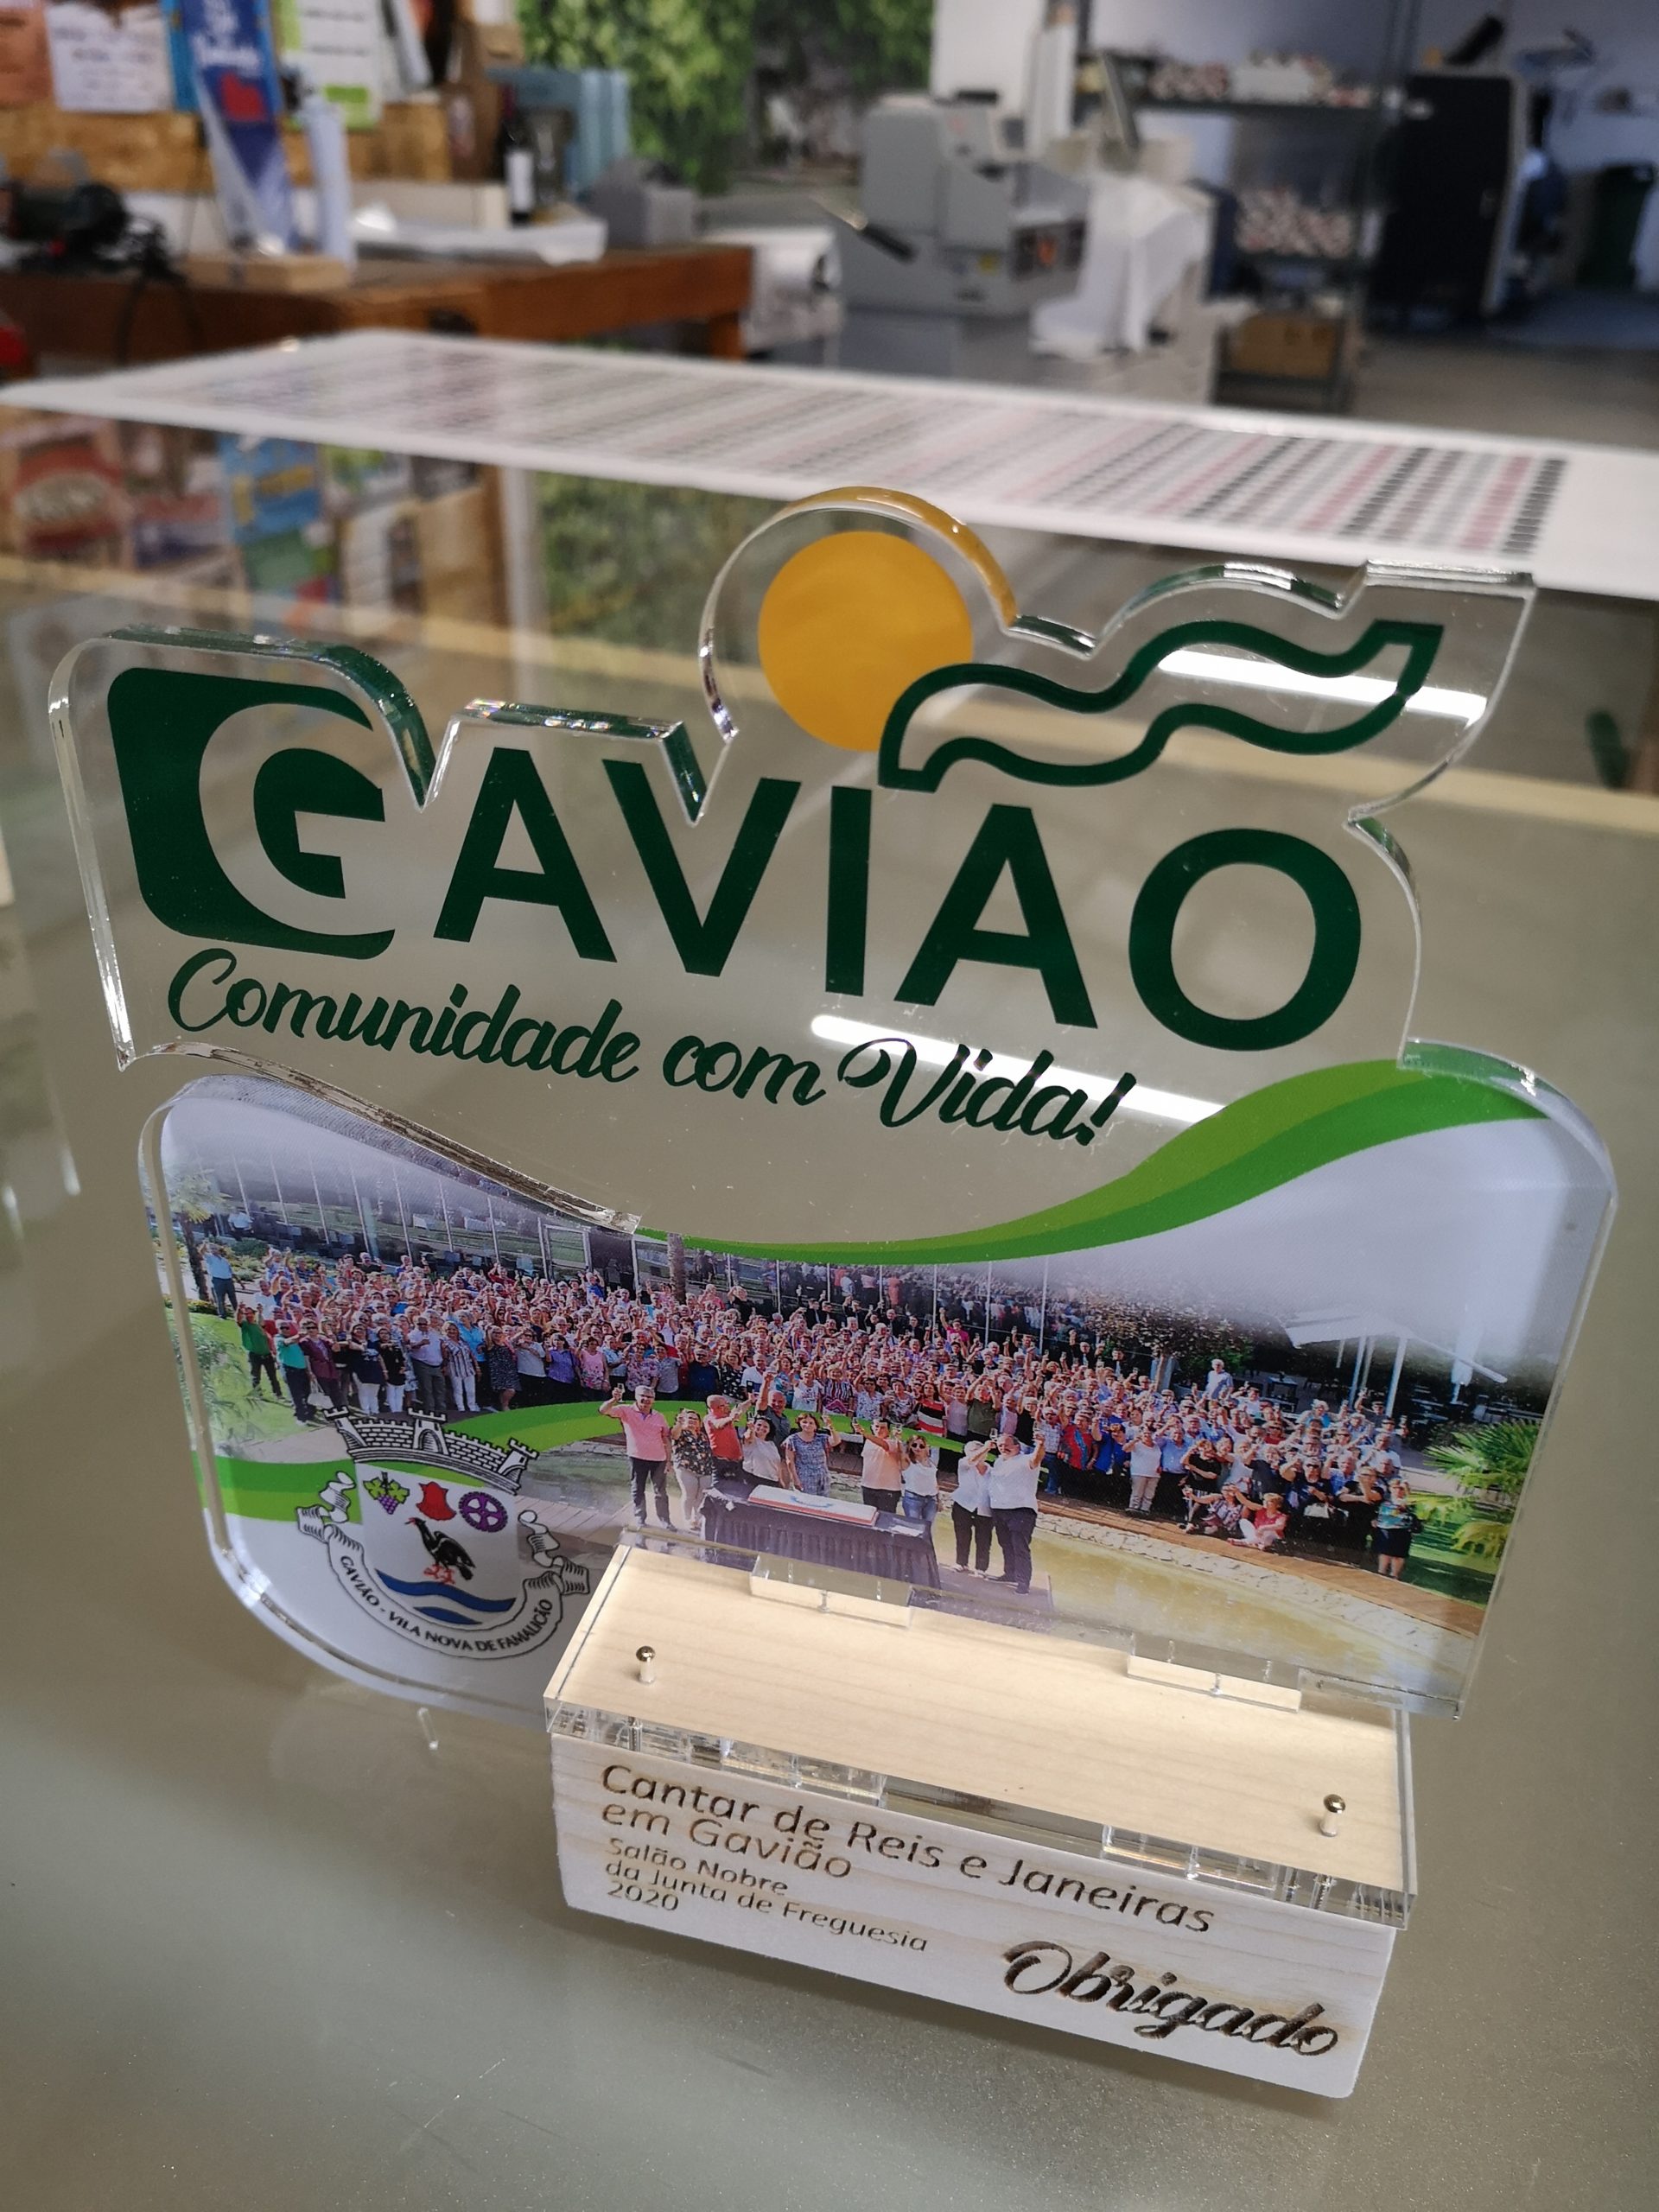 GAVIÃO
Comunidade com Vida!
GAVIÃO - VILA NOVA DE FAMALICÃO
Cantar de Reis e Janeiras
em Gavião
Salão Nobre
da Junta de Freguesia
2020
Obrigado